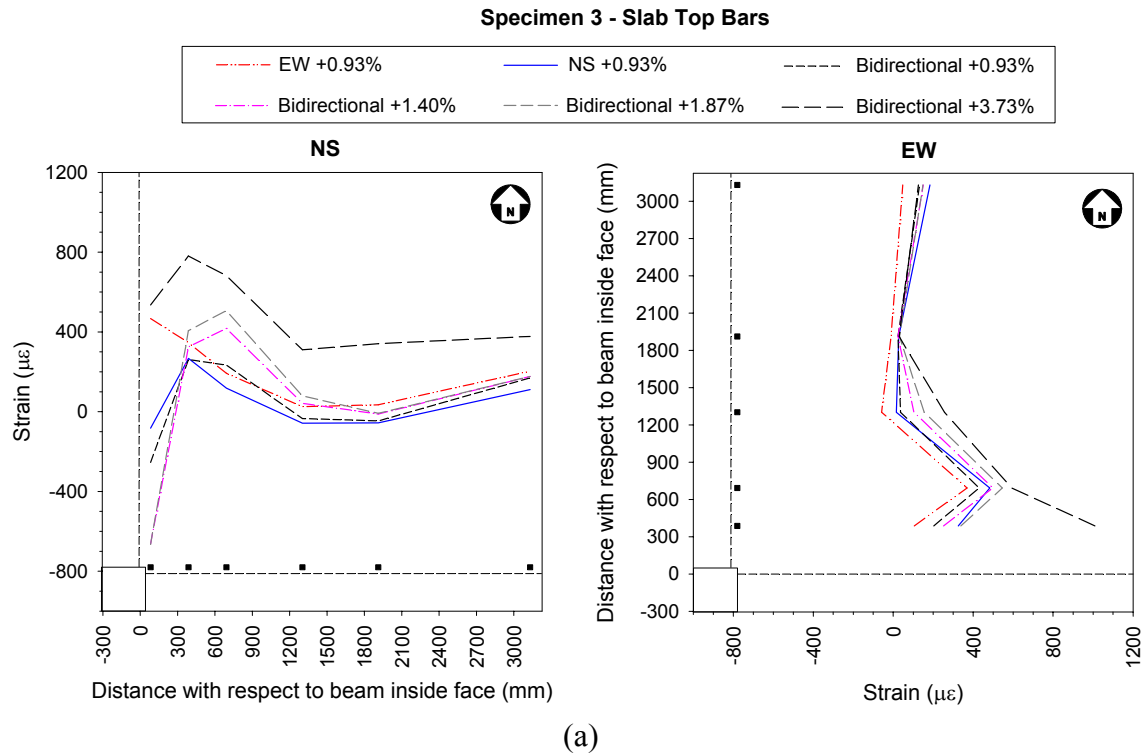 Specimen 3 - Slab Top Bars
EW +0.93% NS +0.93% Bidirectional +0.93%
Bidirectional +1.40% Bidirectional +1.87% Bidirectional +3.73%
NS
1200
800
400
0
-400
-800
Strain (με)
N
-300 0 300 600 900 1200 1500 1800 2100 2400 2700 3000
Distance with respect to beam inside face (mm)
EW
3000
2700
2400
2100
1800
1500
1200
900
600
300
0
-300
Distance with respect to beam inside face (mm)
N
-800 -400 0 400 800 1200
Strain (με)
(a)